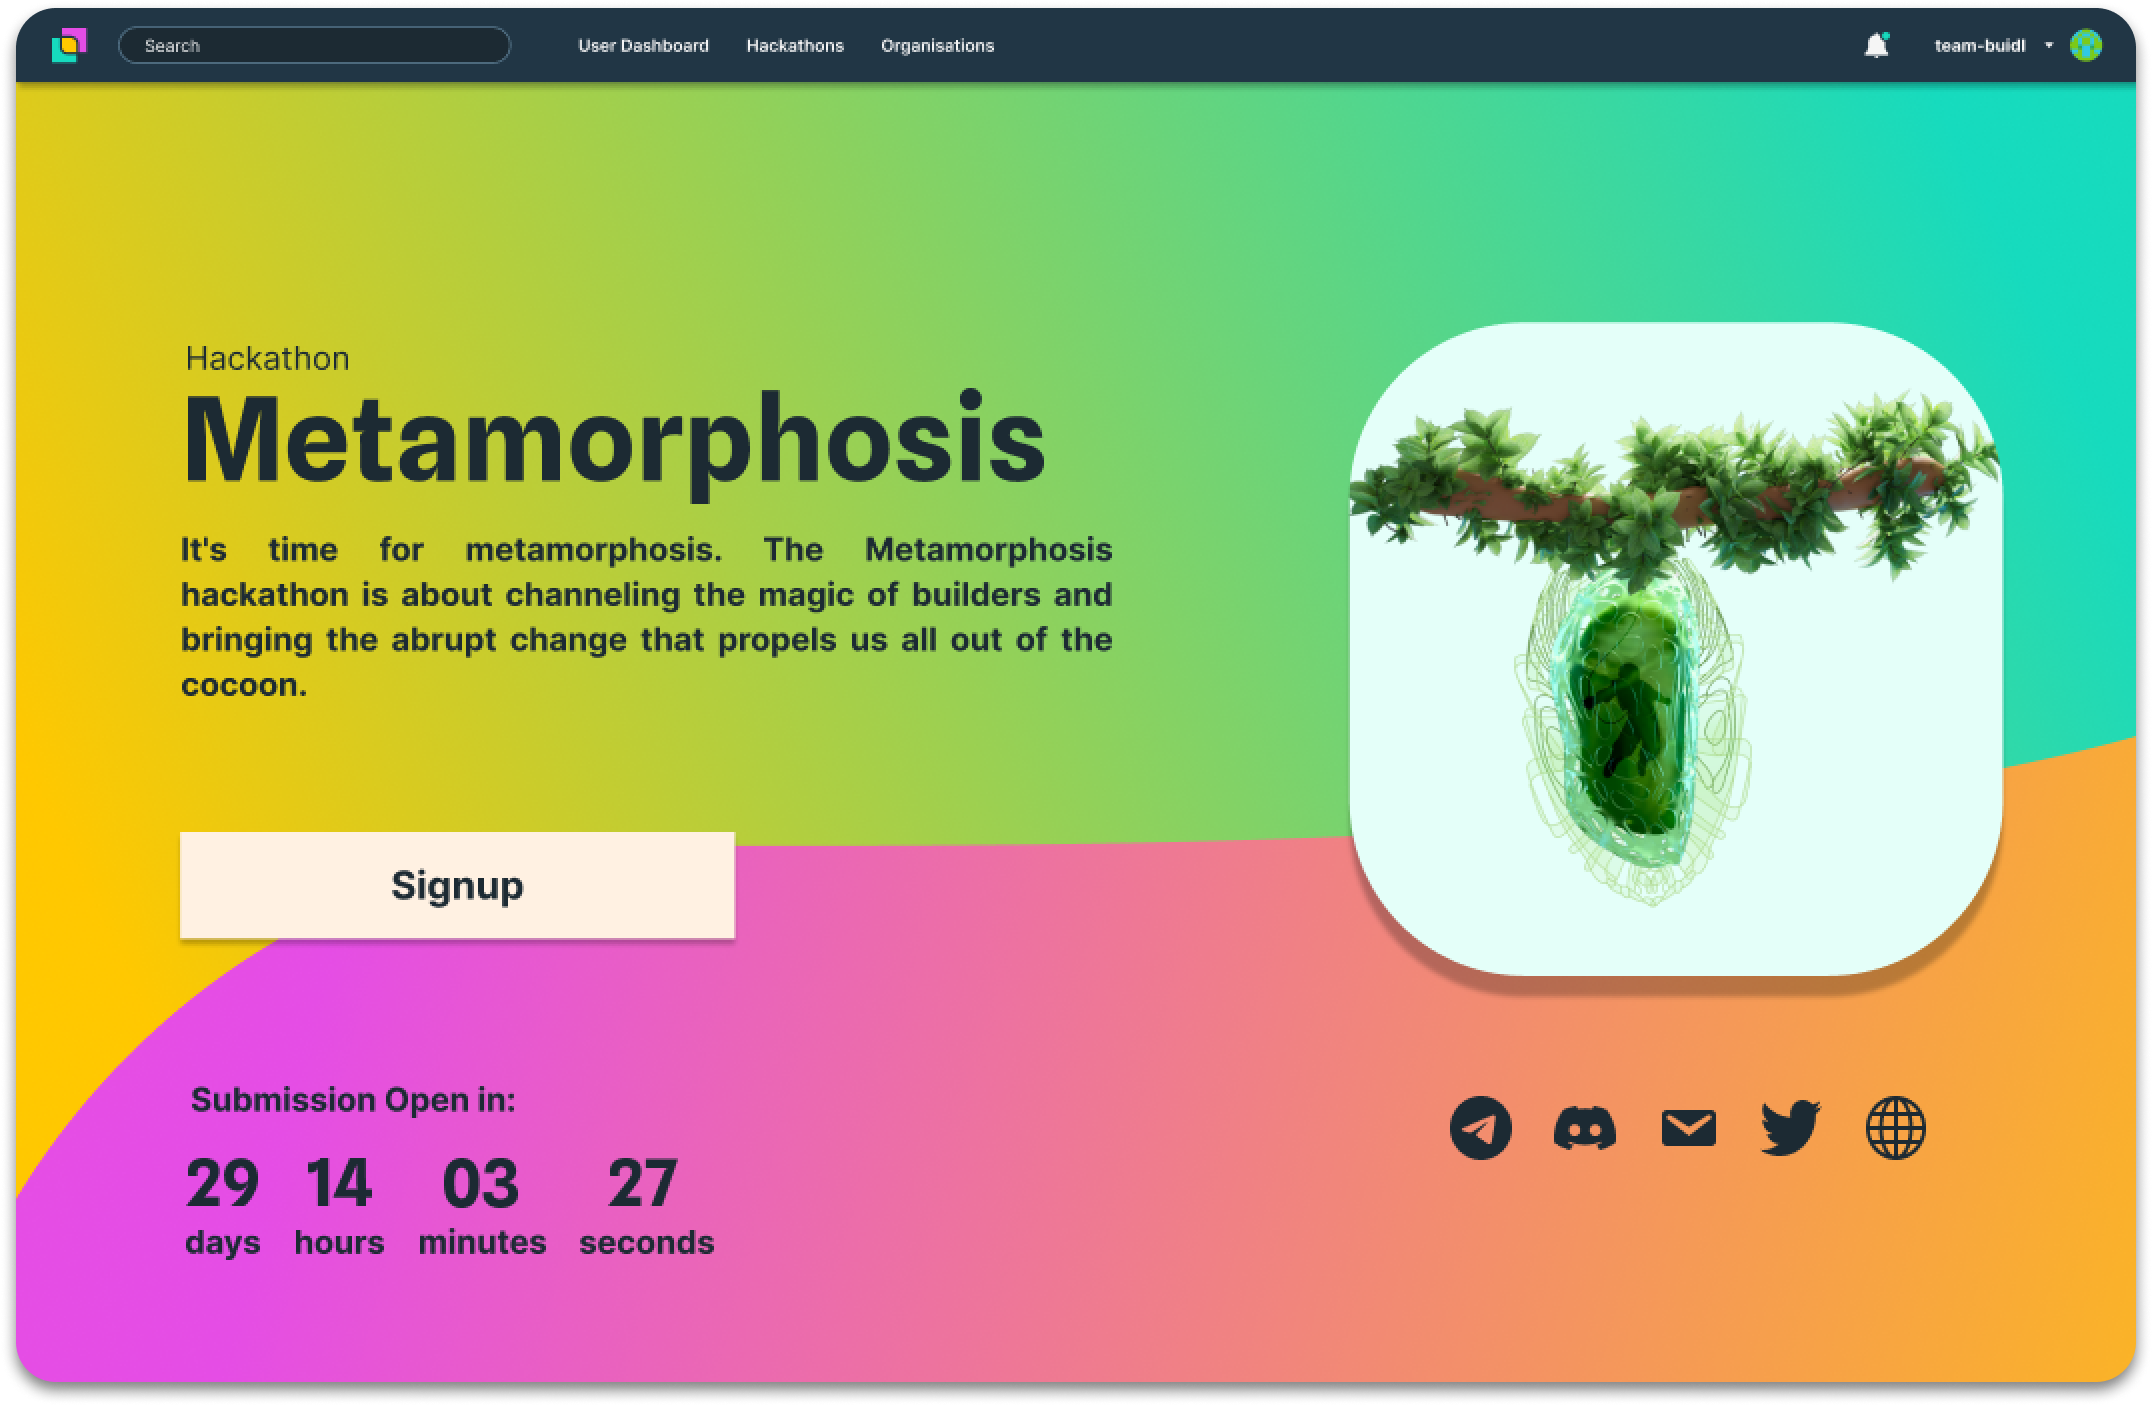 Search
User Dashboard
Hackathons
Organisations
team-buidl
Hackathon
Metamorphosis
It's time for metamorphosis. The Metamorphosis
hackathon is about channeling the magic of builders and
bringing the abrupt change that propels us all out of the
cocoon.
Signup
Submission Open in:
29 14 03 27
days hours minutes seconds